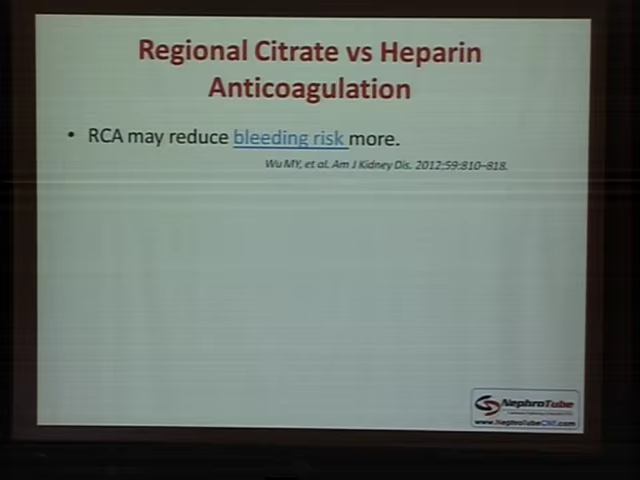 Regional Citrate vs Heparin
Anticoagulation
• RCA may reduce bleeding risk more.
Wu MY, et al. Am J Kidney Dis. 2012;59:810–818.
NephroTube
www.NephroTubeCNE.com